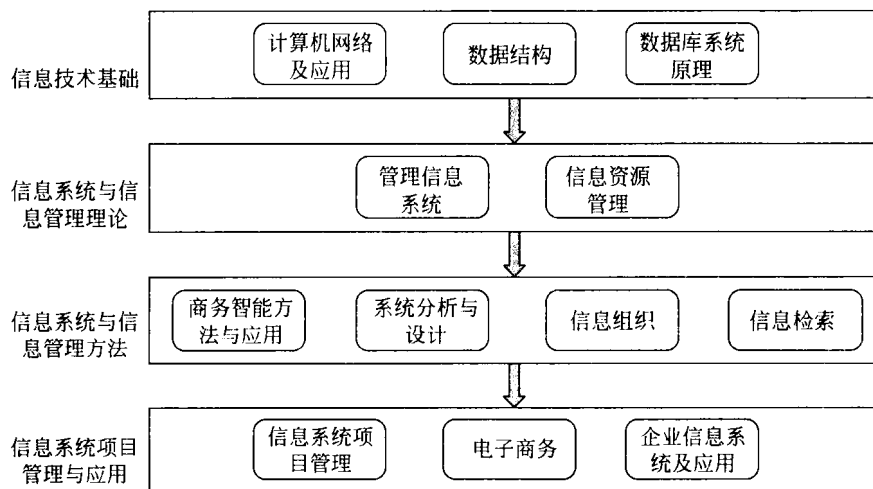 信息技术基础
计算机网络
及应用
数据结构
数据库系统
原理
信息系统与信
息管理理论
管理信息
系统
信息资源
管理
信息系统与信
息管理方法
商务智能方
法与应用
系统分析与
设计
信息组织
信息检索
信息系统项目
管理与应用
信息系统项
目管理
电子商务
企业信息系
统及应用